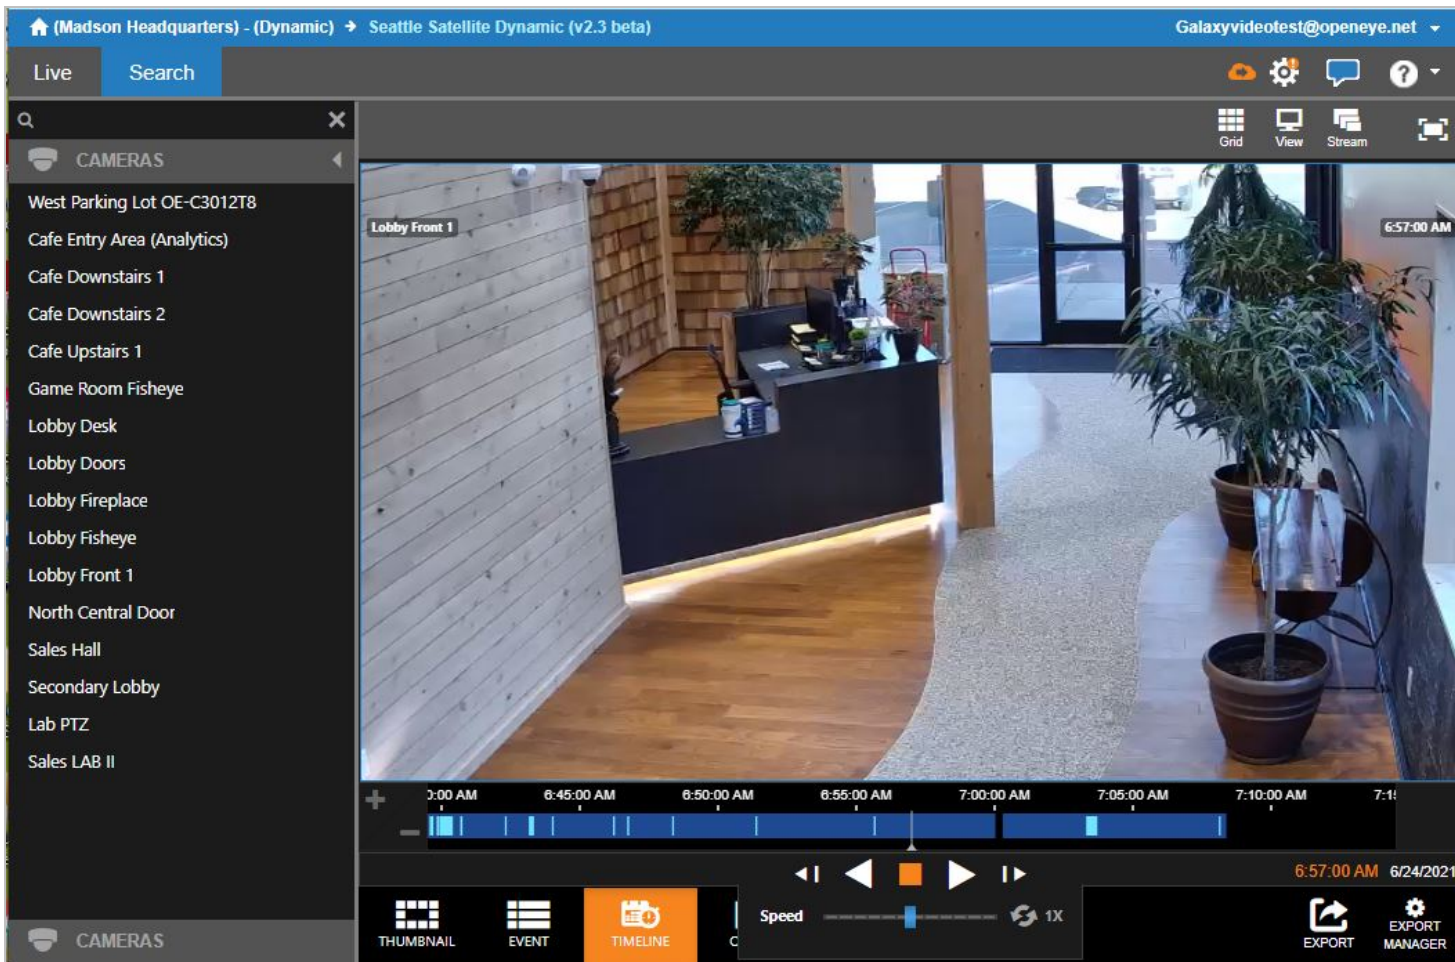 (Madson Headquarters) - (Dynamic) → Seattle Satellite Dynamic (v2.3 beta)
Galaxyvideotest@openeye.net
Live
Search
Grid
View
Stream
CAMERAS
West Parking Lot OE-C3012T8
Cafe Entry Area (Analytics)
Cafe Downstairs 1
Cafe Downstairs 2
Cafe Upstairs 1
Game Room Fisheye
Lobby Desk
Lobby Doors
Lobby Fireplace
Lobby Fisheye
Lobby Front 1
North Central Door
Sales Hall
Secondary Lobby
Lab PTZ
Sales LAB II
CAMERAS
Lobby Front 1
6:57:00 AM
0:00 AM 6:45:00 AM 6:50:00 AM 6:55:00 AM 7:00:00 AM 7:05:00 AM 7:10:00 AM 7:1
6:57:00 AM 6/24/2021
THUMBNAIL
EVENT
TIMELINE
Speed
1X
EXPORT
EXPORT
MANAGER